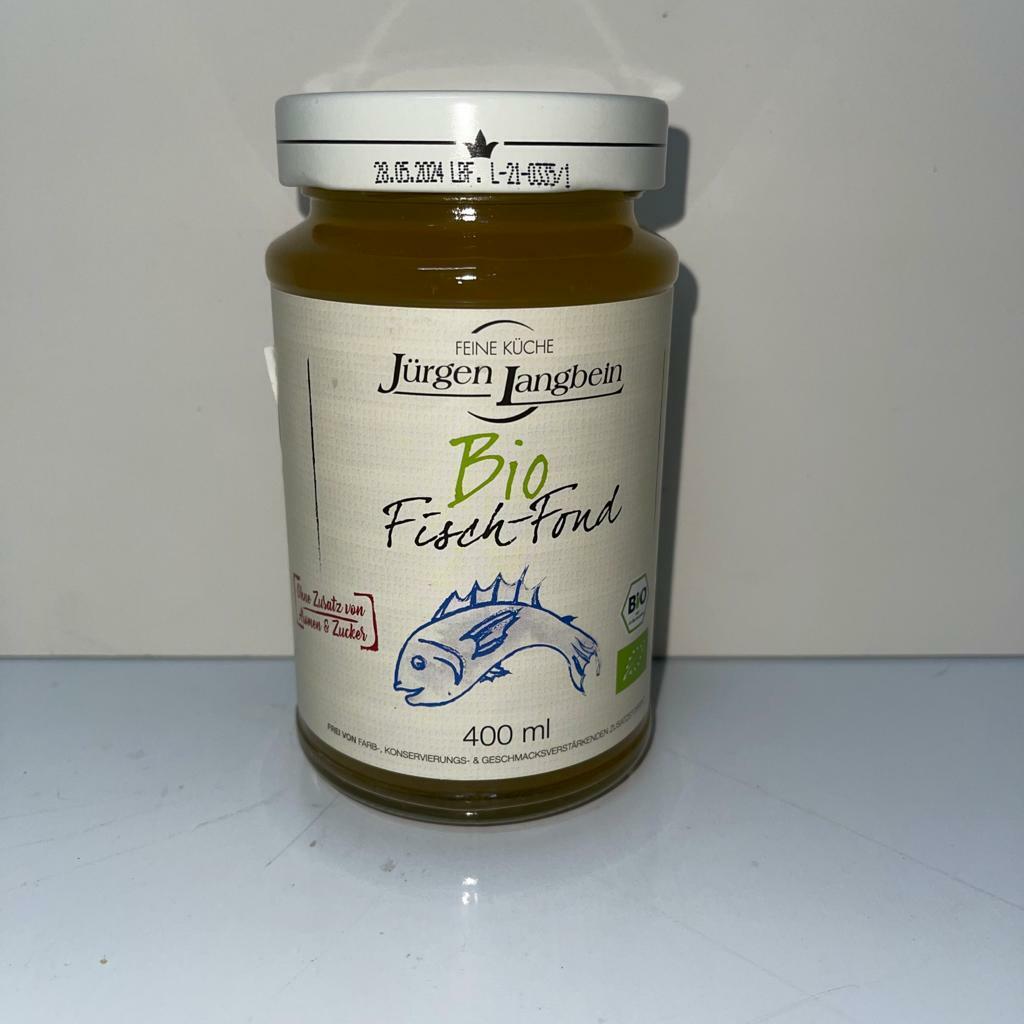 28.05.2024 LBF. L-21-0335/1
FEINE KÜCHE
Jürgen Langbein
Bio
Fisch-Fond
Ohne Zusatz von
Aromen & Zucker
BIO
400 ml
FREI VON FARB-, KONSERVIERUNGS- & GESCHMACKSVERSTÄRKENDEN ZUSATZSTOFFEN